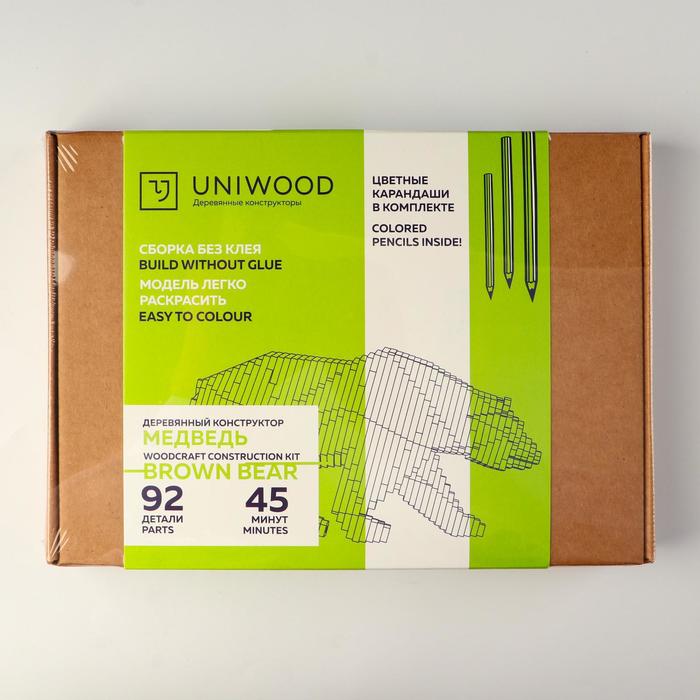 UNIWOOD
Деревянные конструкторы
СБОРКА БЕЗ КЛЕЯ
BUILD WITHOUT GLUE
МОДЕЛЬ ЛЕГКО
РАСКРАСИТЬ
EASY TO COLOUR
ЦВЕТНЫЕ
КАРАНДАШИ
В КОМПЛЕКТЕ
COLORED
PENCILS INSIDE!
ДЕРЕВЯННЫЙ КОНСТРУКТОР
МЕДВЕДЬ
WOODCRAFT CONSTRUCTION KIT
BROWN BEAR
92
ДЕТАЛИ
PARTS
45
МИНУТ
MINUTES